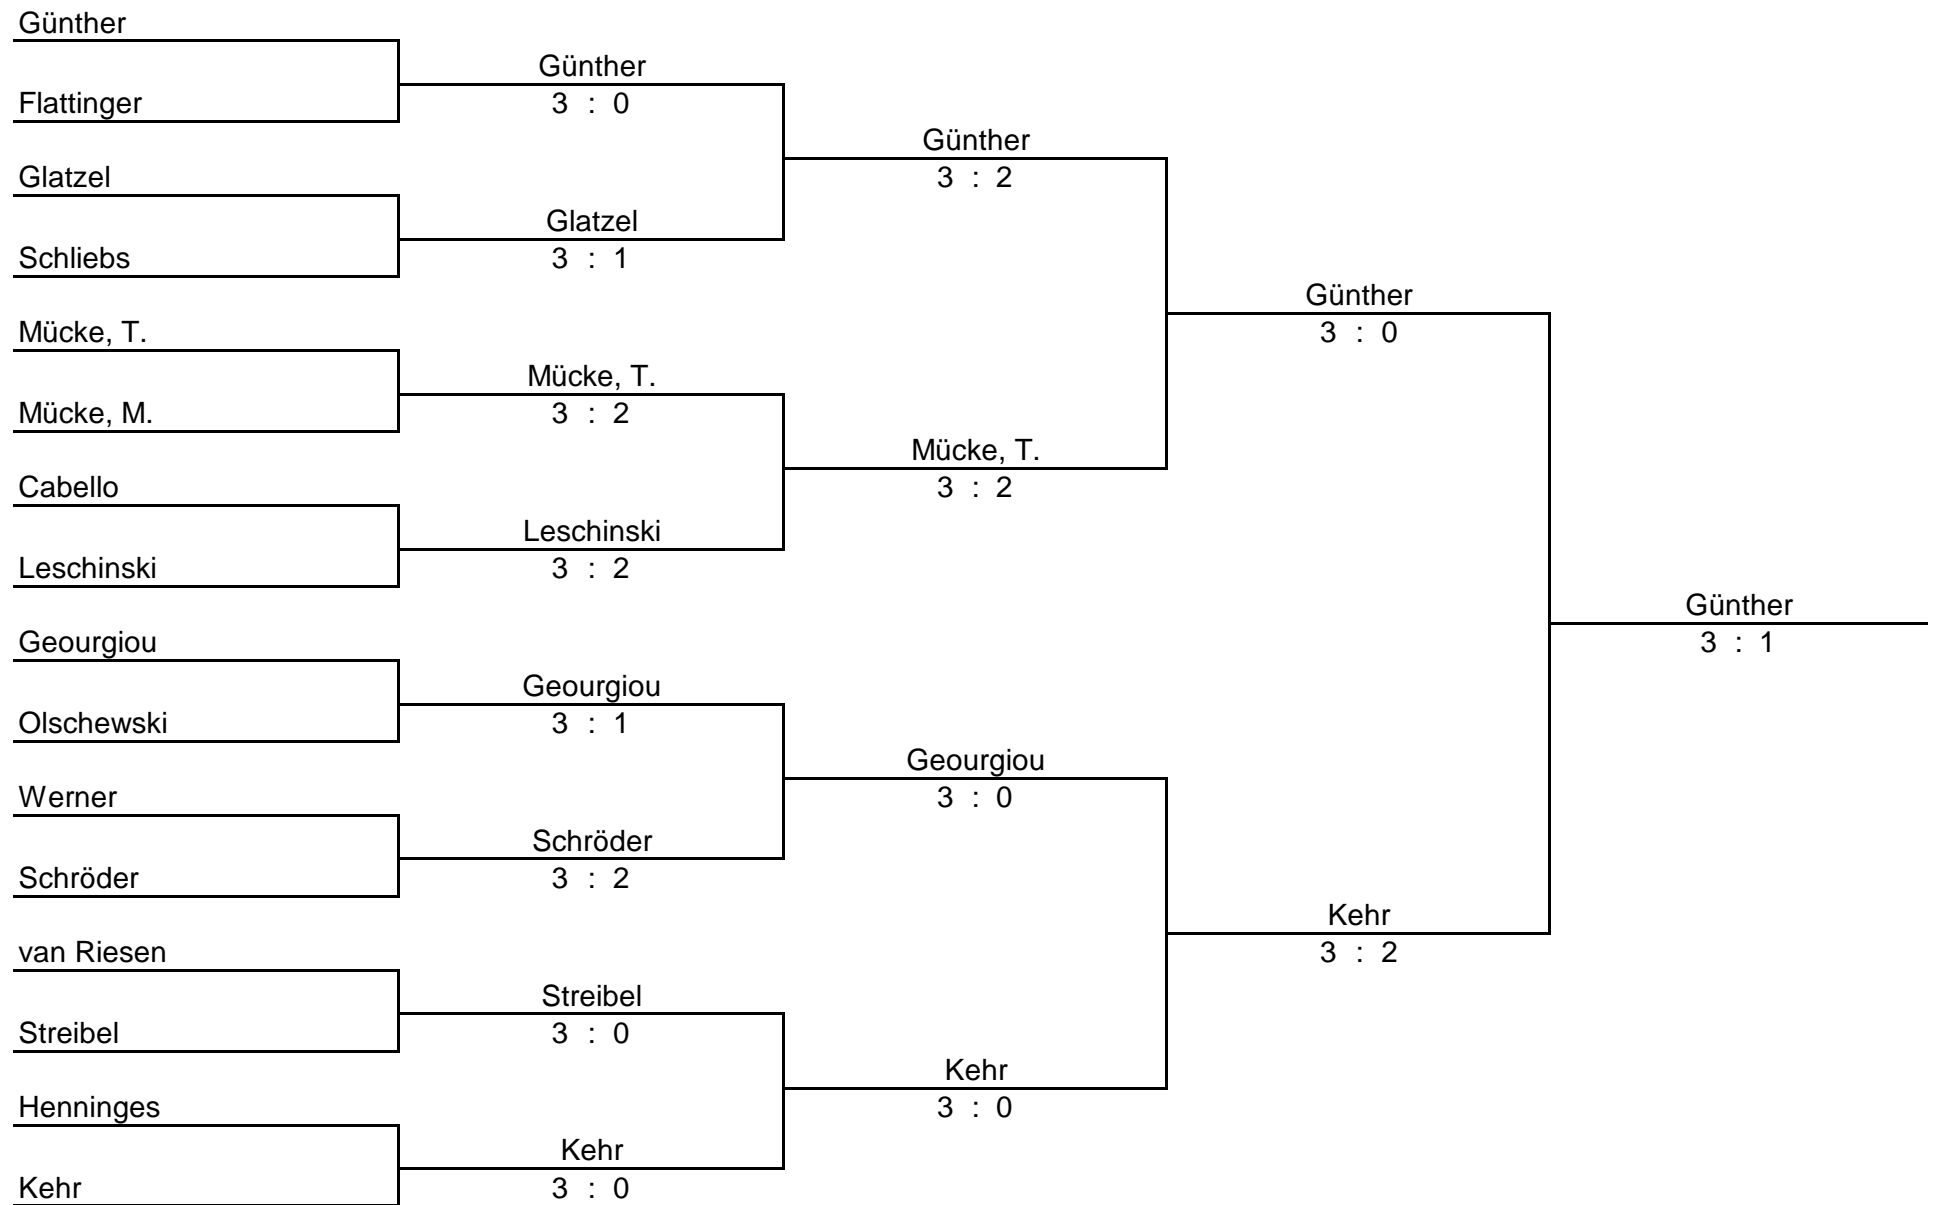 Günther
Günther
Flattinger
3 : 0
Günther
Glatzel
3 : 2
Glatzel
Schliebs
3 : 1
Günther
Mücke, T.
3 : 0
Mücke, T.
Mücke, M.
3 : 2
Mücke, T.
Cabello
3 : 2
Leschinski
Leschinski
3 : 2
Günther
Geourgiou
3 : 1
Geourgiou
Olschewski
3 : 1
Geourgiou
Werner
3 : 0
Schröder
Schröder
3 : 2
Kehr
van Riesen
3 : 2
Streibel
Streibel
3 : 0
Kehr
Henninges
3 : 0
Kehr
Kehr
3 : 0